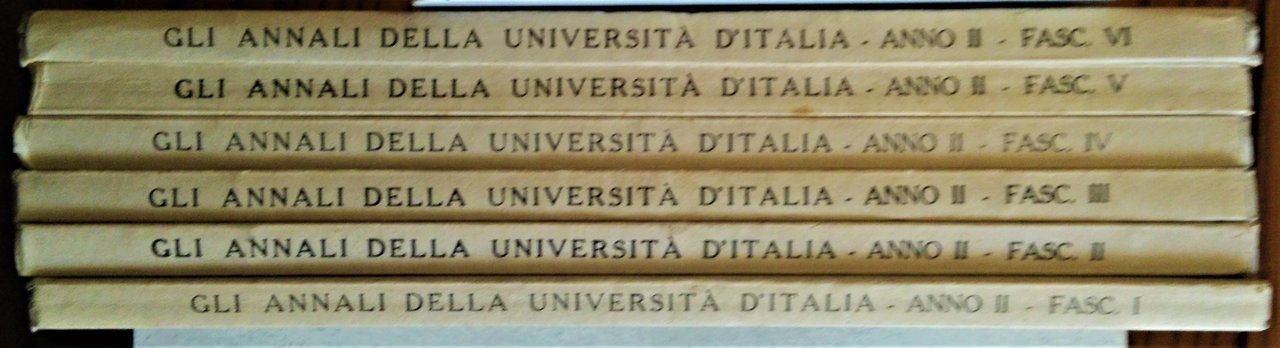 GLI ANNALI DELLA UNIVERSITÀ D'ITALIA - ANNO II - FASC. VI
GLI ANNALI DELLA UNIVERSITÀ D'ITALIA - ANNO II - FASC. V
GLI ANNALI DELLA UNIVERSITÀ D'ITALIA - ANNO II - FASC. IV
GLI ANNALI DELLA UNIVERSITÀ D'ITALIA - ANNO II - FASC. III
GLI ANNALI DELLA UNIVERSITÀ D'ITALIA - ANNO II - FASC. II
GLI ANNALI DELLA UNIVERSITÀ D'ITALIA - ANNO II - FASC. I